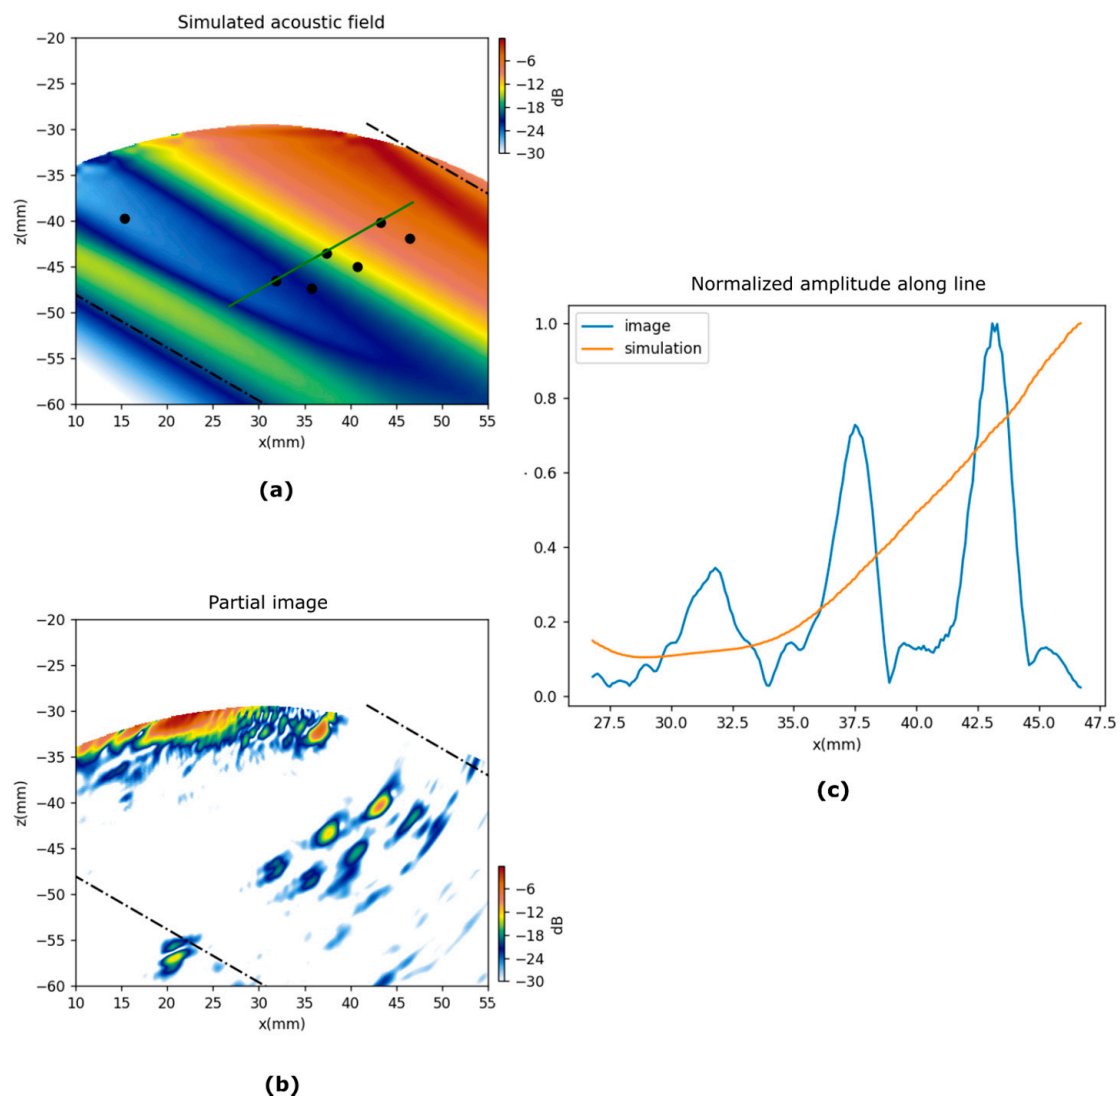 Simulated acoustic field
−20
−25
−30
−35
−40
−45
−50
−55
−60
z(mm)
10 15 20 25 30 35 40 45 50 55
x(mm)
−6
−12
−18
−24
−30
dB
(a)
Partial image
−20
−25
−30
−35
−40
−45
−50
−55
−60
z(mm)
10 15 20 25 30 35 40 45 50 55
x(mm)
−6
−12
−18
−24
−30
dB
(b)
Normalized amplitude along line
image
simulation
1.0
0.8
0.6
0.4
0.2
0.0
27.5 30.0 32.5 35.0 37.5 40.0 42.5 45.0 47.5
x(mm)
(c)